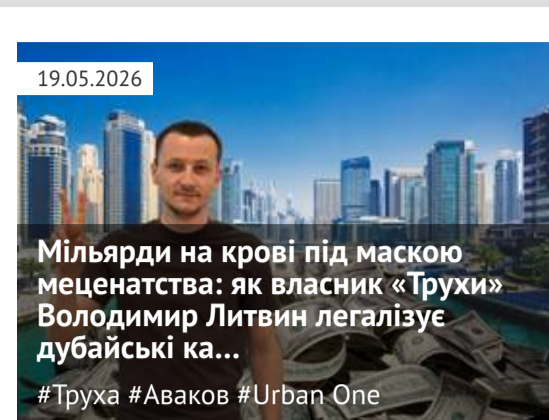 19.05.2026
Мільярди на крові під маскою
меценатства: як власник «Трухи»
Володимир Литвин легалізує
дубайські ка...
#Труха #Аваков #Urban One